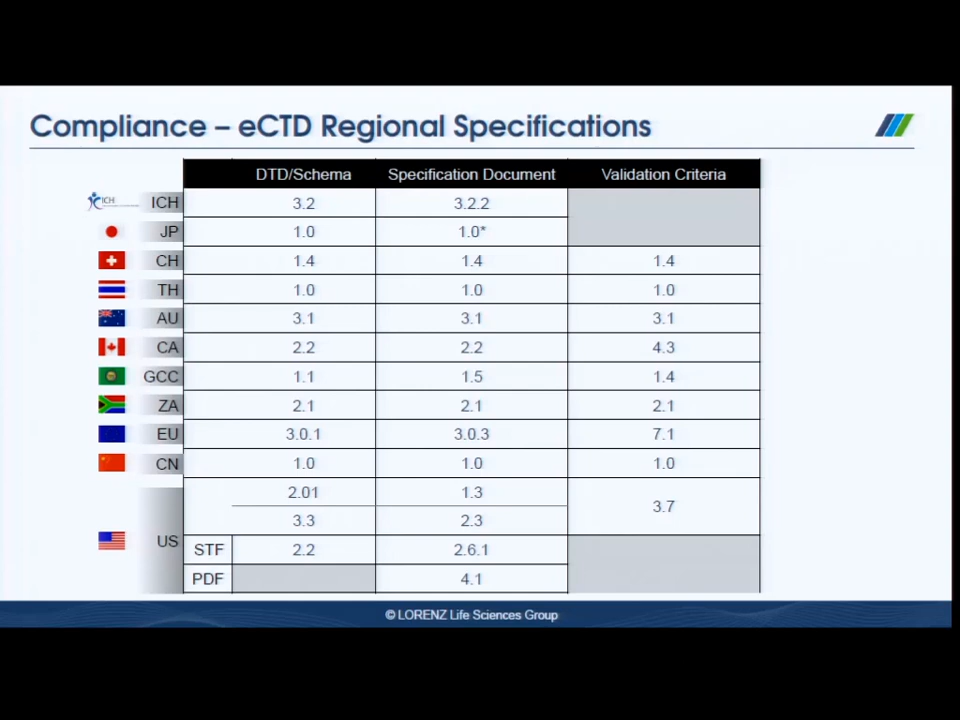 Compliance – eCTD Regional Specifications
DTD/Schema Specification Document Validation Criteria
ICH ICH 3.2 3.2.2
JP 1.0 1.0*
CH 1.4 1.4 1.4
TH 1.0 1.0 1.0
AU 3.1 3.1 3.1
CA 2.2 2.2 4.3
GCC 1.1 1.5 1.4
ZA 2.1 2.1 2.1
EU 3.0.1 3.0.3 7.1
CN 1.0 1.0 1.0
US 2.01 1.3 3.7
3.3 2.3
STF 2.2 2.6.1
PDF 4.1
© LORENZ Life Sciences Group